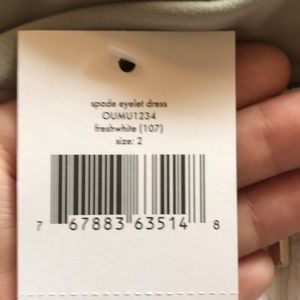 spade eyelet dress
OUMU1234
freshwhite (107)
size: 2
7 67883 63514 8